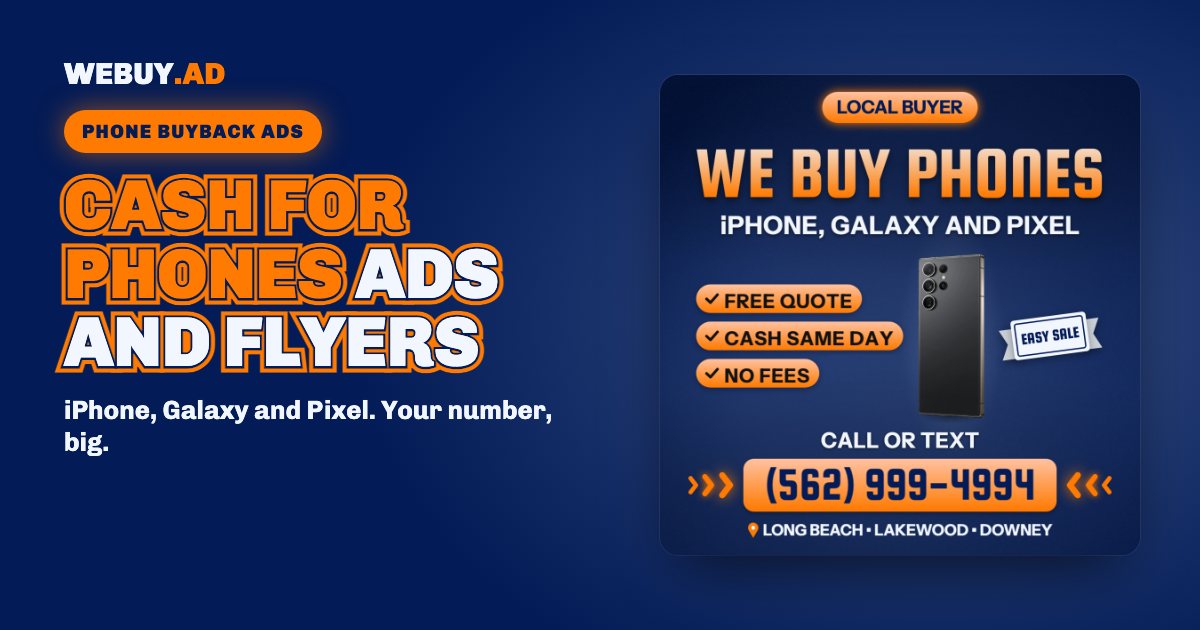 WEBUY.AD
PHONE BUYBACK ADS
CASH FOR
PHONES ADS
AND FLYERS
iPhone, Galaxy and Pixel. Your number,
big.
LOCAL BUYER
WE BUY PHONES
iPHONE, GALAXY AND PIXEL
FREE QUOTE
CASH SAME DAY
NO FEES
EASY SALE
CALL OR TEXT
(562) 999-4994
LONG BEACH • LAKEWOOD • DOWNEY